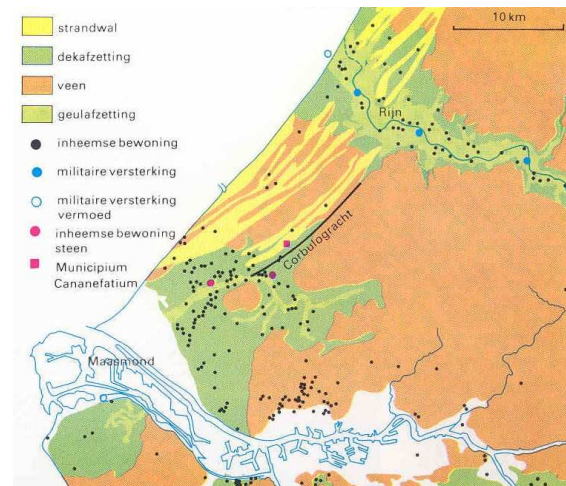 strandwal
dekafzetting
veen
geulafzetting
inheemse bewoning
militaire versterking
militaire versterking
vermoed
inheemse bewoning
steen
Municipium
Cananefatium
10 km
Rijn
Corbulogracht
Maasmond